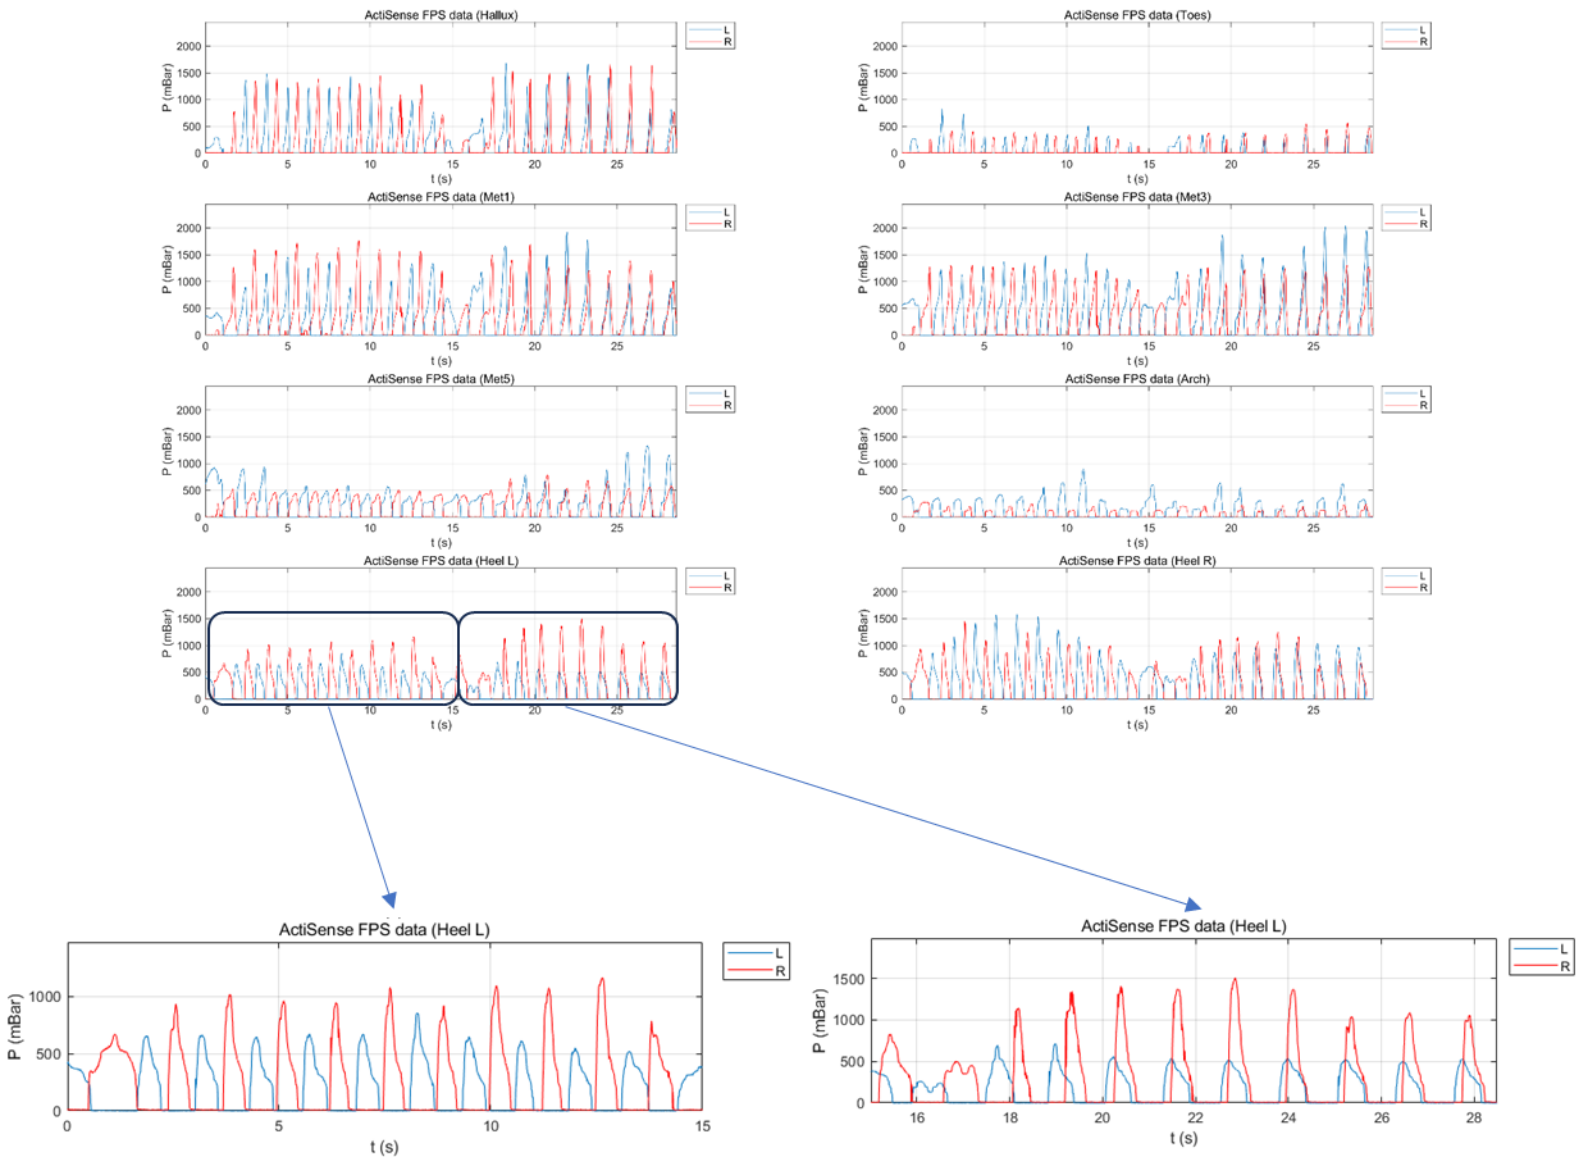 ActiSense FPS data (Hallux)
P (mBar)
2000
1500
1000
500
0
0 5 10 15 20 25
t (s)
L
R
ActiSense FPS data (Toes)
P (mBar)
2000
1500
1000
500
0
0 5 10 15 20 25
t (s)
L
R
ActiSense FPS data (Met1)
P (mBar)
2000
1500
1000
500
0
0 5 10 15 20 25
t (s)
L
R
ActiSense FPS data (Met3)
P (mBar)
2000
1500
1000
500
0
0 5 10 15 20 25
t (s)
L
R
ActiSense FPS data (Met5)
P (mBar)
2000
1500
1000
500
0
0 5 10 15 20 25
t (s)
L
R
ActiSense FPS data (Arch)
P (mBar)
2000
1500
1000
500
0
0 5 10 15 20 25
t (s)
L
R
ActiSense FPS data (Heel L)
P (mBar)
2000
1500
1000
500
0
0 5 10 15 20 25
t (s)
L
R
ActiSense FPS data (Heel R)
P (mBar)
2000
1500
1000
500
0
0 5 10 15 20 25
t (s)
L
R
ActiSense FPS data (Heel L)
P (mBar)
1000
500
0
0 5 10 15
t (s)
L
R
ActiSense FPS data (Heel L)
P (mBar)
1500
1000
500
0
16 18 20 22 24 26 28
t (s)
L
R